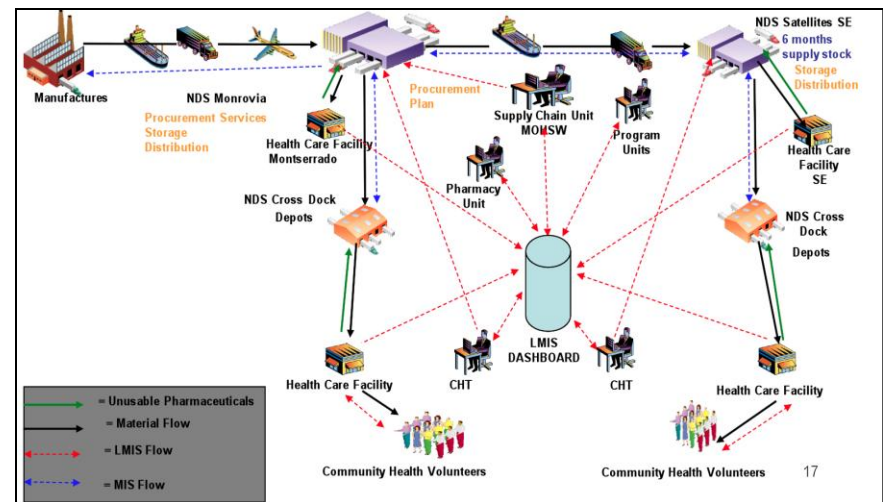 NDS Satellites SE
6 months
supply stock
Storage
Distribution
Manufactures
NDS Monrovia
Procurement Services
Storage
Distribution
Health Care Facility
Montserrado
Procurement
Plan
Supply Chain Unit
MOHSW
Program
Units
Pharmacy
Unit
Health Care
Facility
SE
NDS Cross Dock
Depots
NDS Cross
Dock
Depots
LMIS
DASHBOARD
CHT
CHT
Health Care Facility
Health Care Facility
Community Health Volunteers
Community Health Volunteers
17
= Unusable Pharmaceuticals
= Material Flow
= LMIS Flow
= MIS Flow